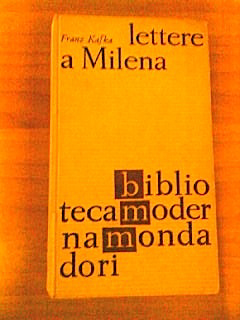 Franz Kafka lettere
a Milena
biblio
tecamoder
namonda
dori